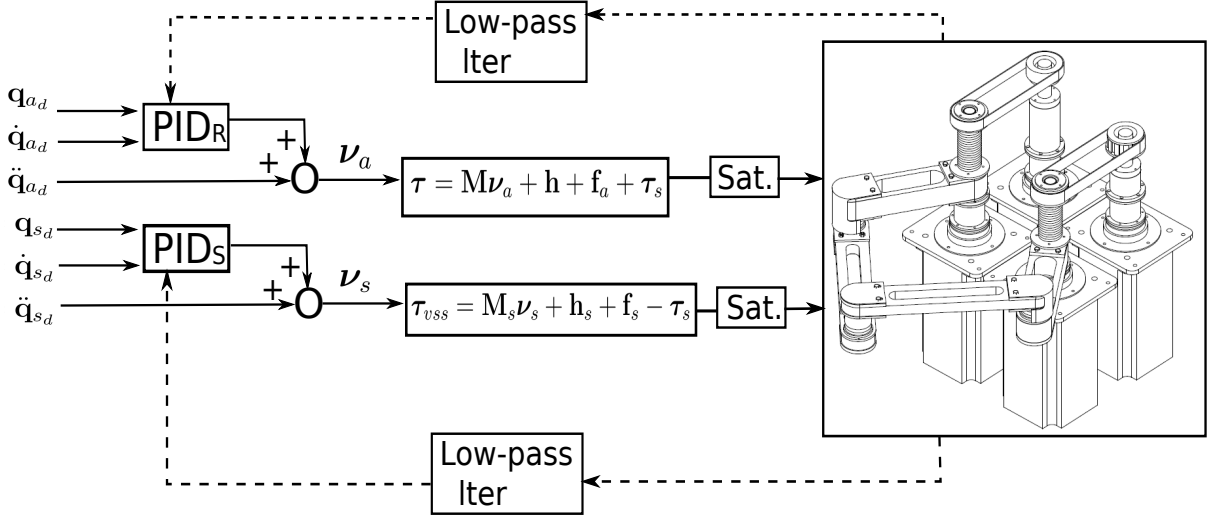 Low-pass
Iter
q_{a_d}
q̇_{a_d}
q̈_{a_d}
PID_R
+
+
ν_a
τ = Mν_a + h + f_a + τ_s
Sat.
q_{s_d}
q̇_{s_d}
q̈_{s_d}
PID_S
+
+
ν_s
τ_{vss} = M_sν_s + h_s + f_s − τ_s
Sat.
Low-pass
Iter